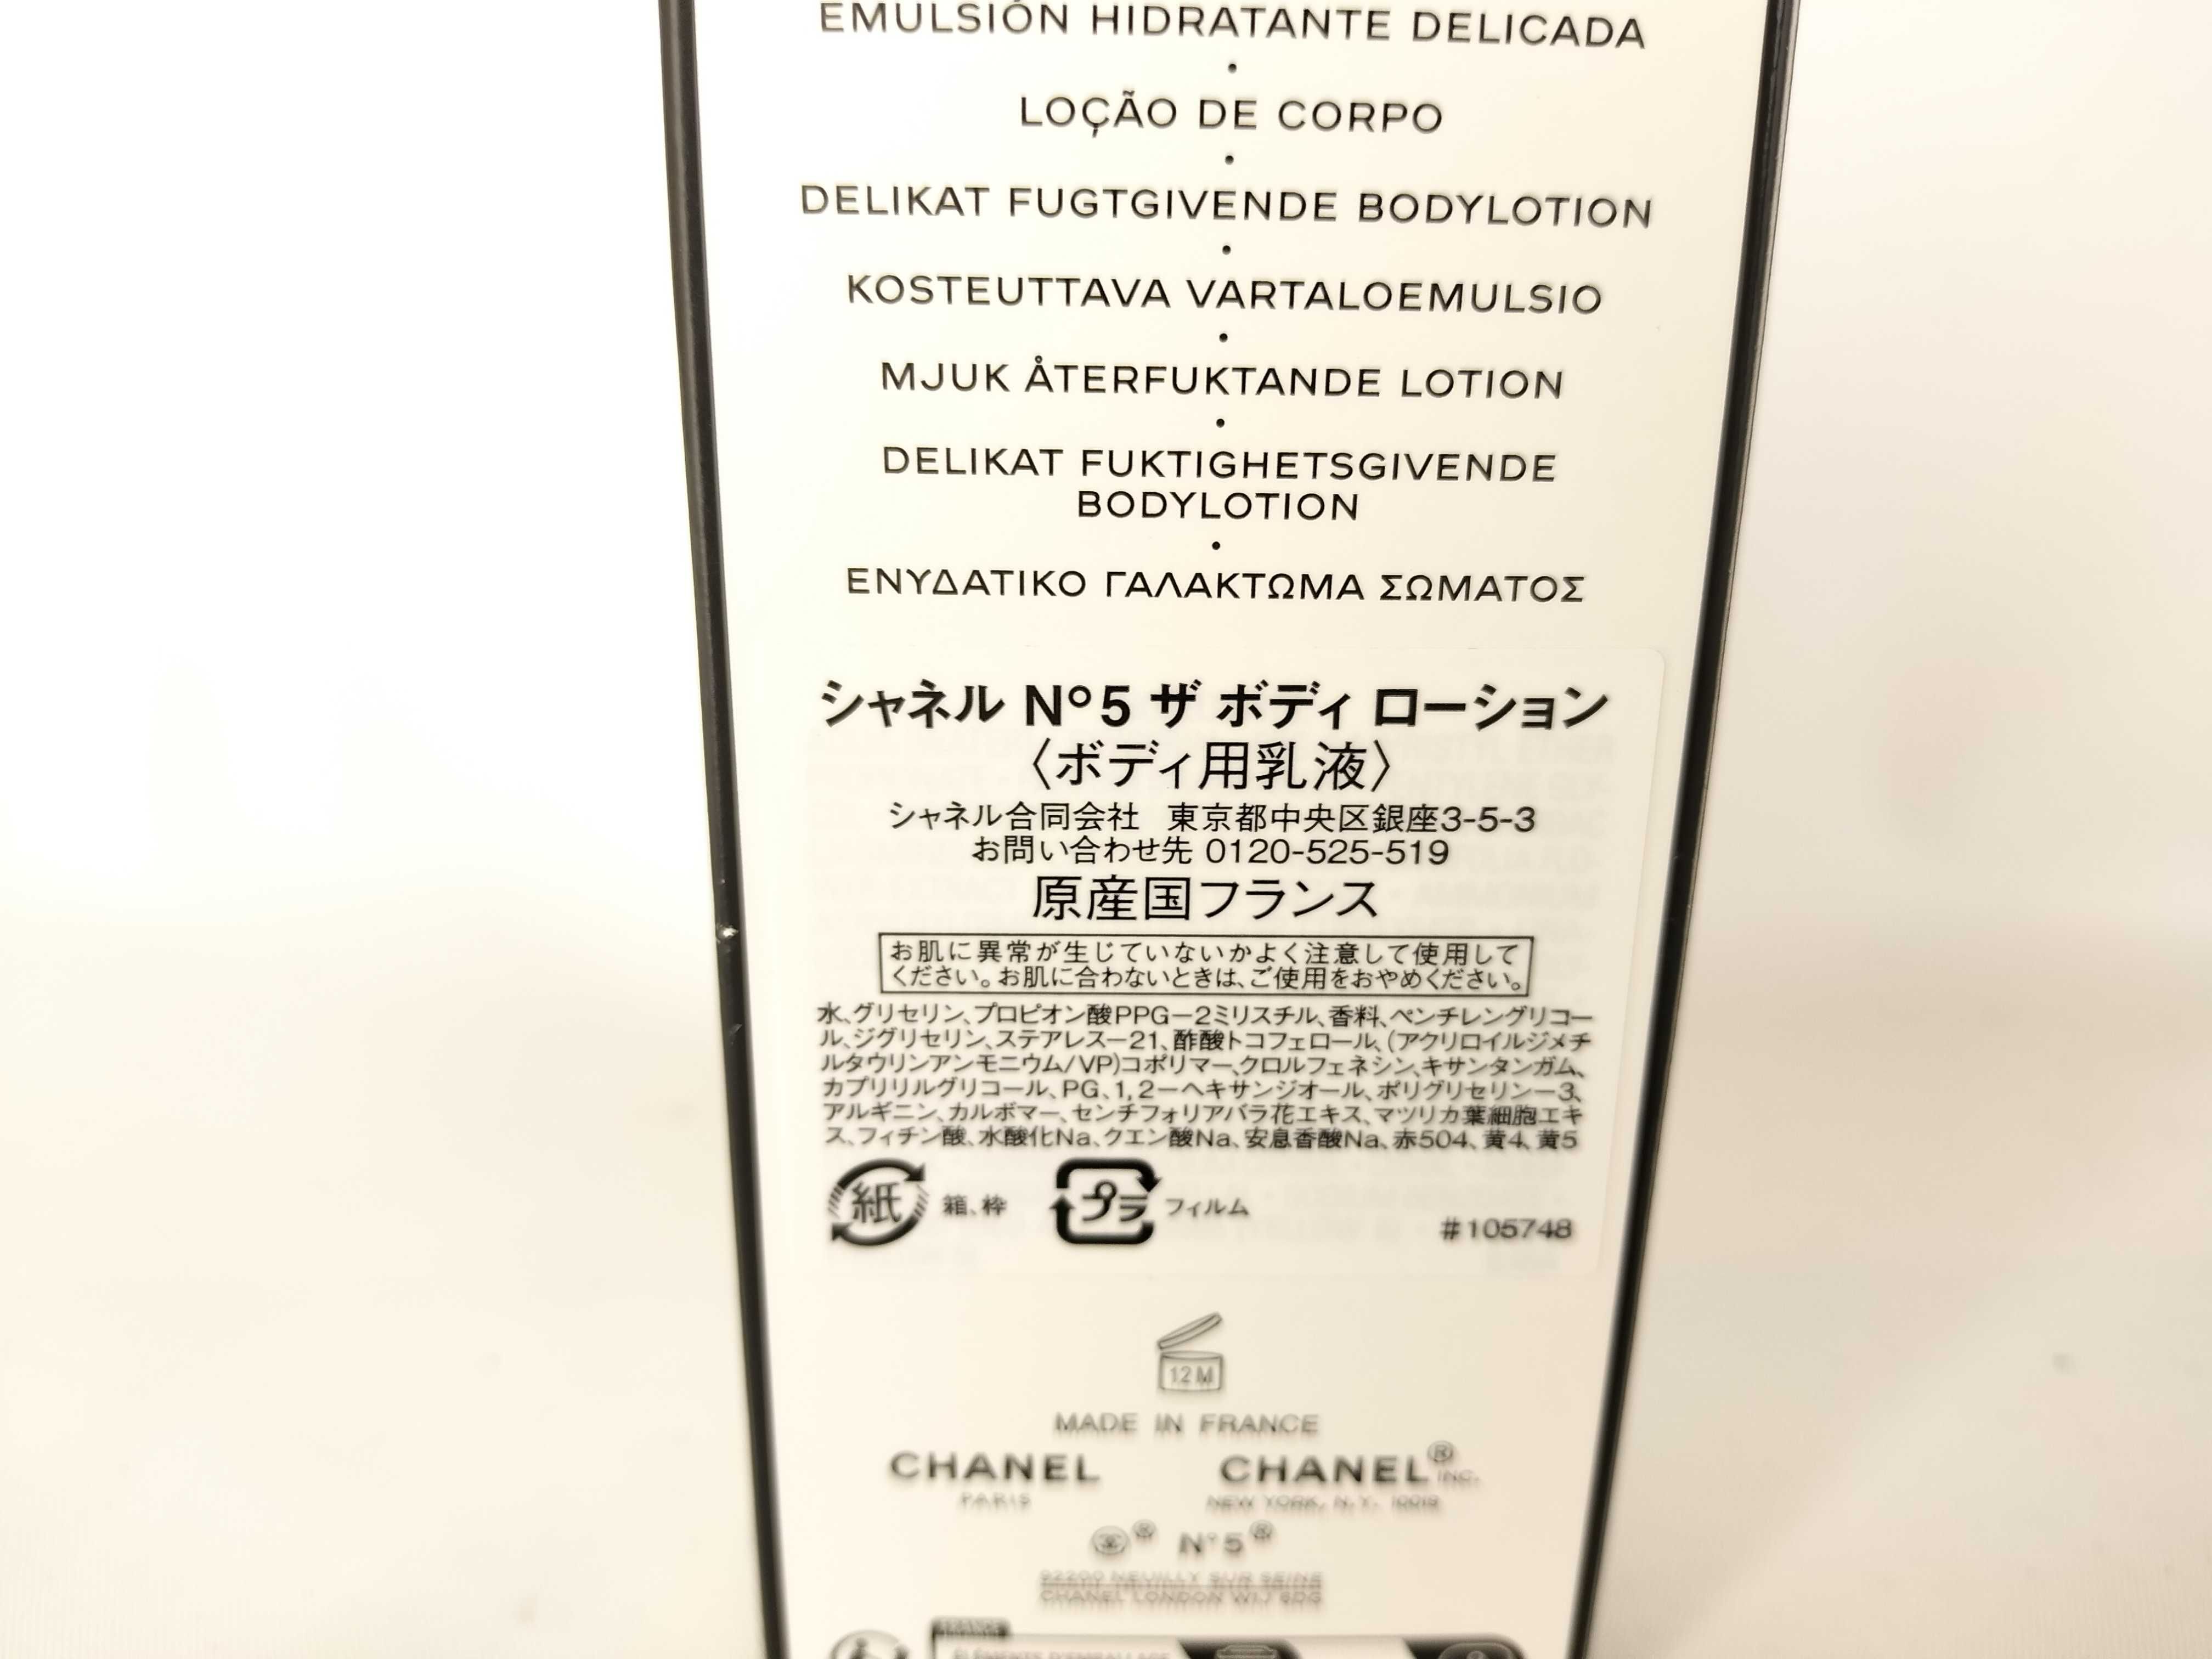 EMULSIÓN HIDRATANTE DELICADA
•
LOÇÃO DE CORPO
•
DELIKAT FUGTGIVENDE BODYLOTION
•
KOSTEUTTAVA VARTALOEMULSIO
•
MJUK ÅTERFUKTANDE LOTION
•
DELIKAT FUKTIGHETSGIVENDE
BODYLOTION
•
ΕΝΥΔΑΤΙΚΟ ΓΑΛΑΚΤΩΜΑ ΣΩΜΑΤΟΣ
シャネル N°5 ザ ボディ ローション
〈ボディ用乳液〉
シャネル合同会社 東京都中央区銀座3-5-3
お問い合わせ先 0120-525-519
原産国フランス
お肌に異常が生じていないかよく注意して使用して
ください。お肌に合わないときは、ご使用をおやめください。
水、グリセリン、プロピオン酸PPG－2ミリスチル、香料、ペンチレングリコー
ル、ジグリセリン、ステアレス－21、酢酸トコフェロール、(アクリロイルジメチ
ルタウリンアンモニウム/VP)コポリマー、クロルフェネシン、キサンタンガム、
カプリリルグリコール、PG、1,2－ヘキサンジオール、ポリグリセリン－3、
アルギニン、カルボマー、センチフォリアバラ花エキス、マツリカ葉細胞エキ
ス、フィチン酸、水酸化Na、クエン酸Na、安息香酸Na、赤504、黄4、黄5
紙 箱、枠 プラ フィルム
#105748
12M
MADE IN FRANCE
CHANEL CHANEL® INC.
PARIS NEW YORK, N.Y. 10019
® N°5®
92200 NEUILLY SUR SEINE
CHANEL LONDON W1J 6DG
FRANCE
ÉLÉMENTS D'EMBALLAGE